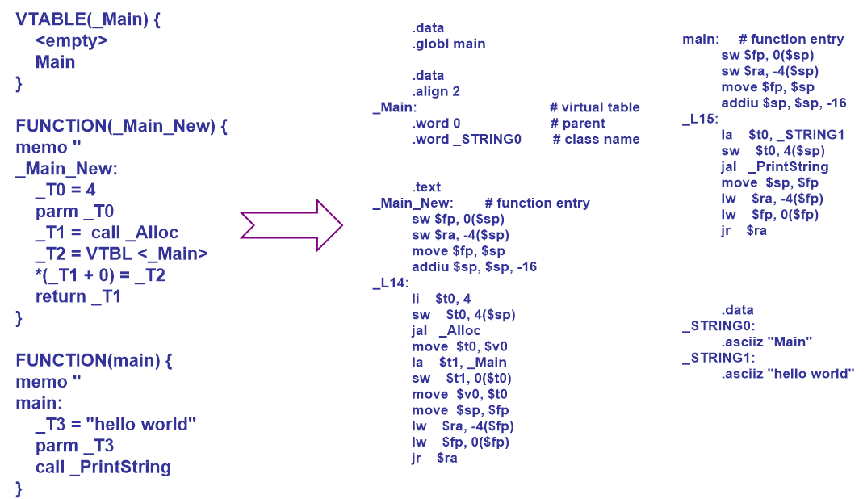 VTABLE(_Main) {
<empty>
Main
}
FUNCTION(_Main_New) {
memo ''
_Main_New:
_T0 = 4
parm _T0
_T1 = call _Alloc
_T2 = VTBL <_Main>
*(_T1 + 0) = _T2
return _T1
}
FUNCTION(main) {
memo ''
main:
_T3 = "hello world"
parm _T3
call _PrintString
}
.data
.globl main
.data
.align 2
_Main: # virtual table
.word 0 # parent
.word _STRING0 # class name
.text
_Main_New: # function entry
sw $fp, 0($sp)
sw $ra, -4($sp)
move $fp, $sp
addiu $sp, $sp, -16
_L14:
li $t0, 4
sw $t0, 4($sp)
jal _Alloc
move $t0, $v0
la $t1, _Main
sw $t1, 0($t0)
move $v0, $t0
move $sp, $fp
lw $ra, -4($fp)
lw $fp, 0($fp)
jr $ra
main: # function entry
sw $fp, 0($sp)
sw $ra, -4($sp)
move $fp, $sp
addiu $sp, $sp, -16
_L15:
la $t0, _STRING1
sw $t0, 4($sp)
jal _PrintString
move $sp, $fp
lw $ra, -4($fp)
lw $fp, 0($fp)
jr $ra
.data
_STRING0:
.asciiz "Main"
_STRING1:
.asciiz "hello world"